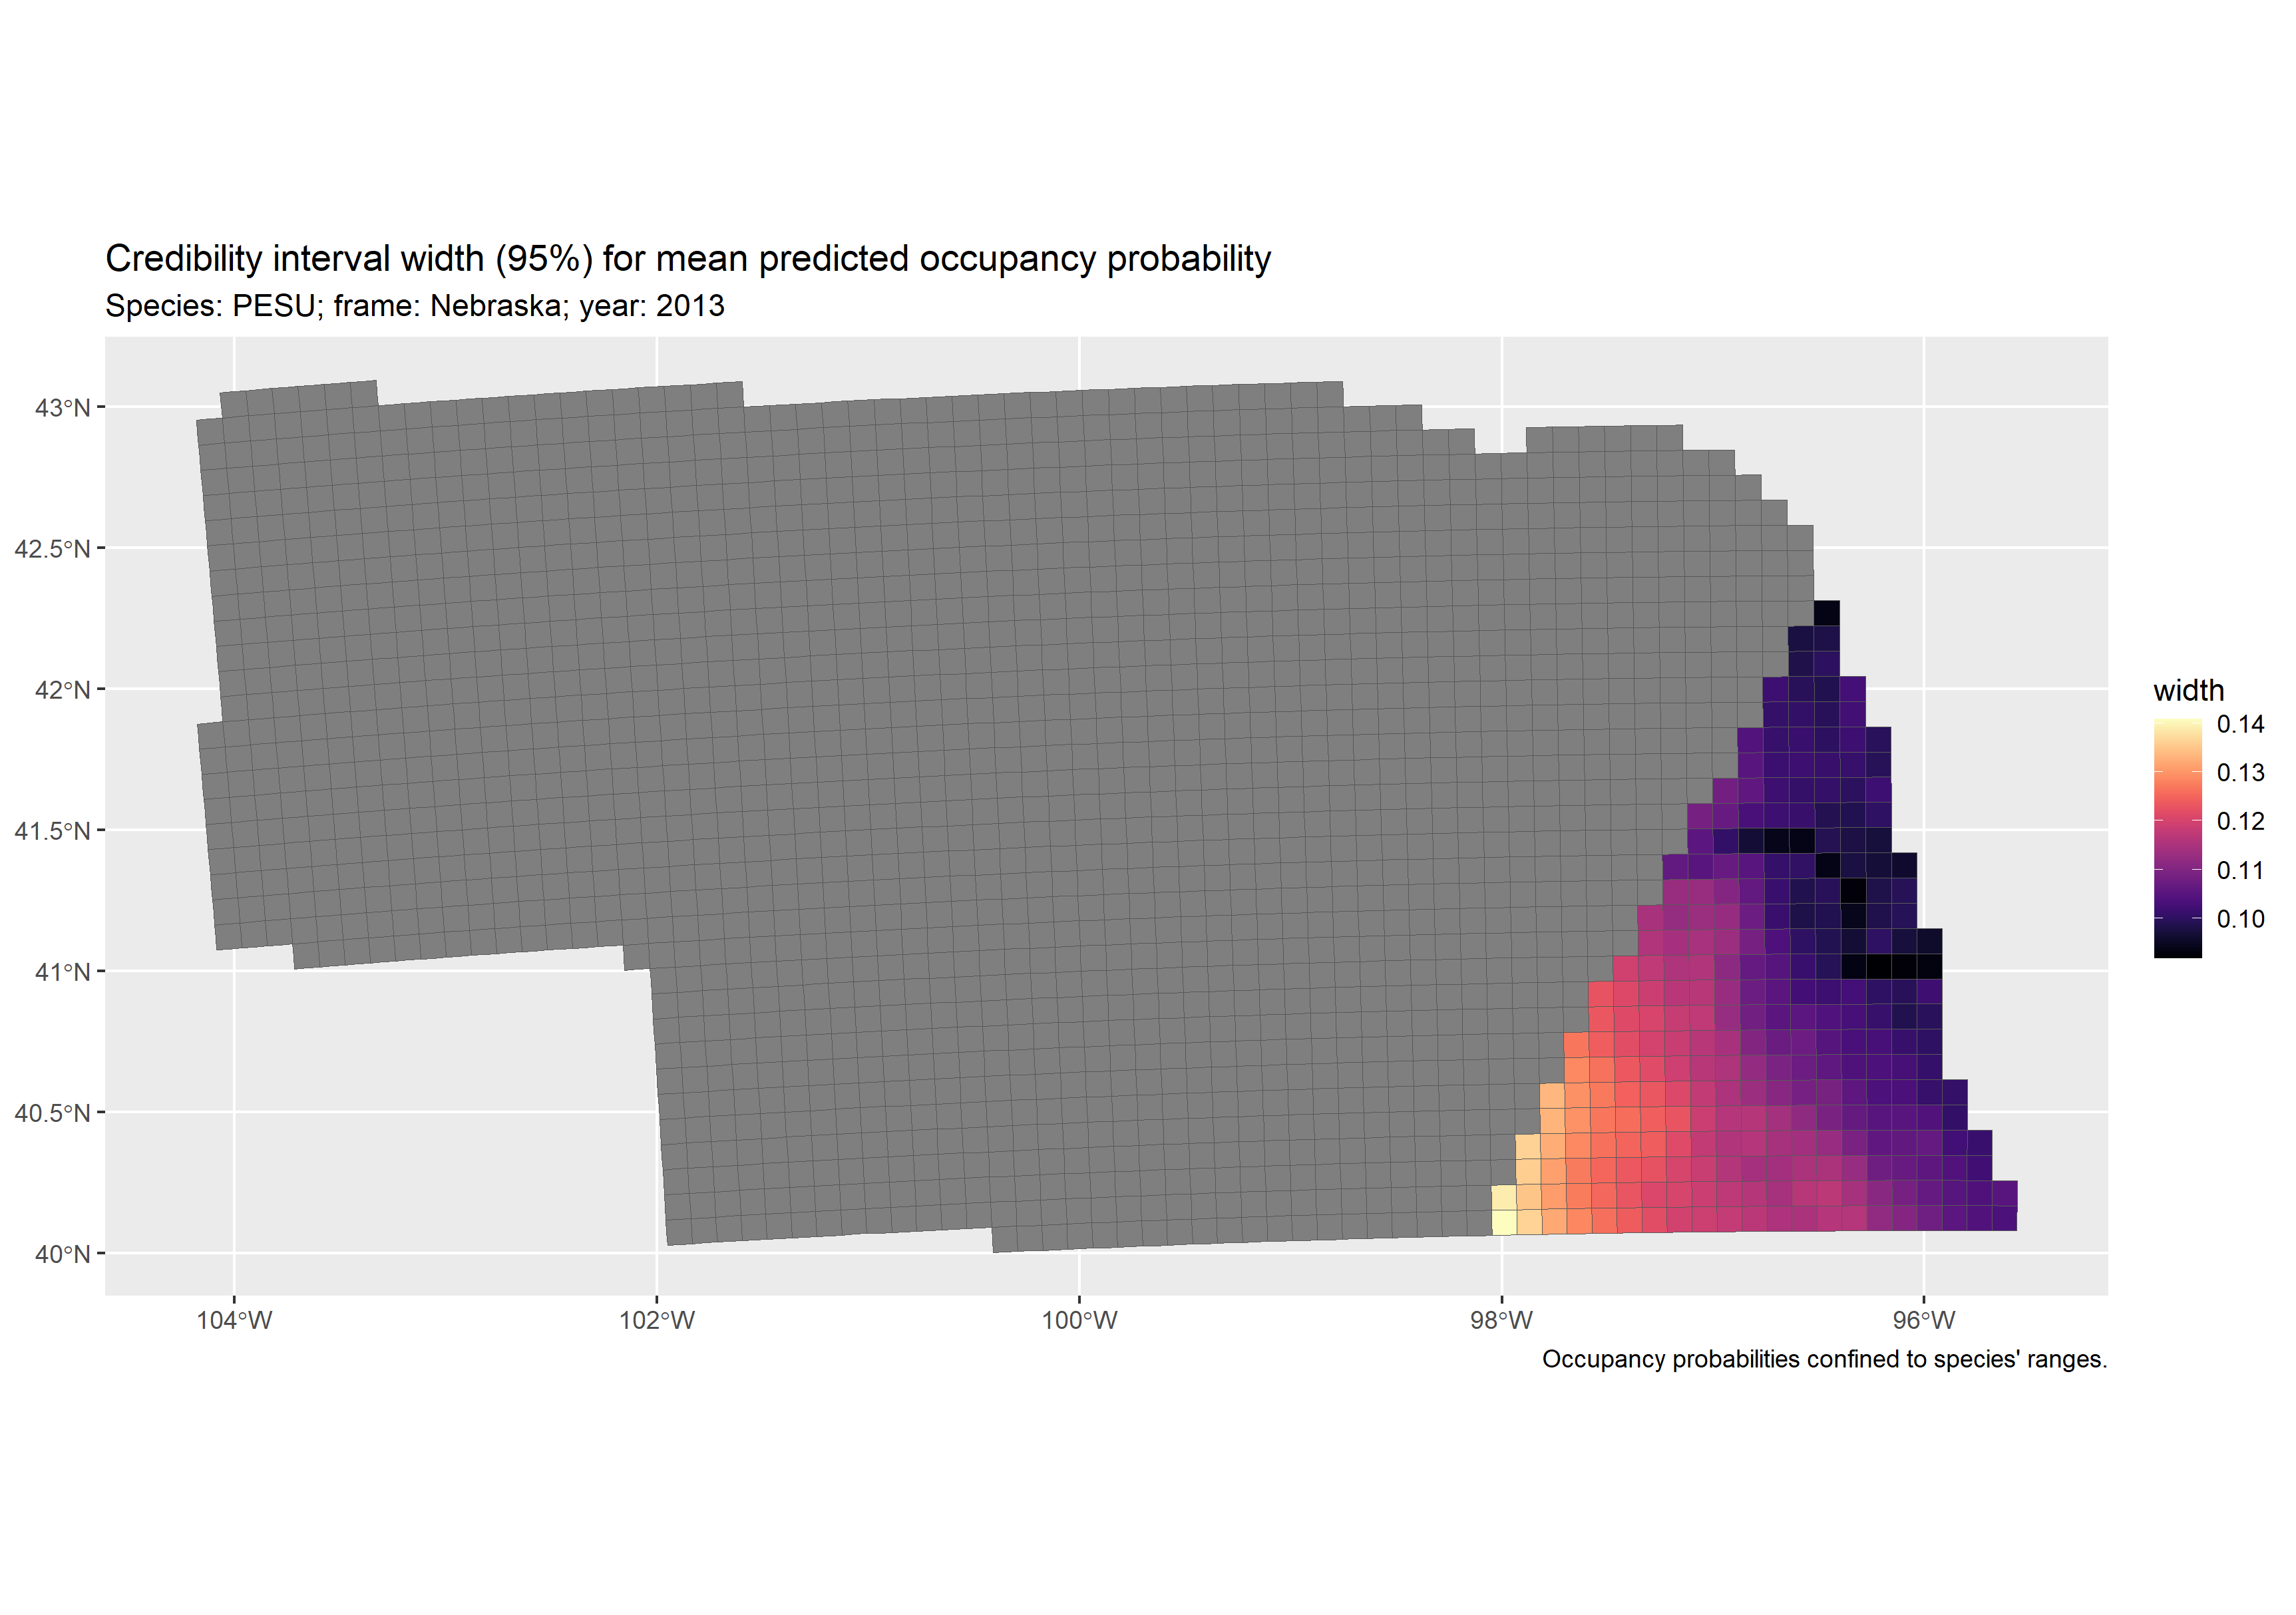 Credibility interval width (95%) for mean predicted occupancy probability
Species: PESU; frame: Nebraska; year: 2013
43°N
42.5°N
42°N
41.5°N
41°N
40.5°N
40°N
104°W
102°W
100°W
98°W
96°W
width
0.14
0.13
0.12
0.11
0.10
Occupancy probabilities confined to species' ranges.